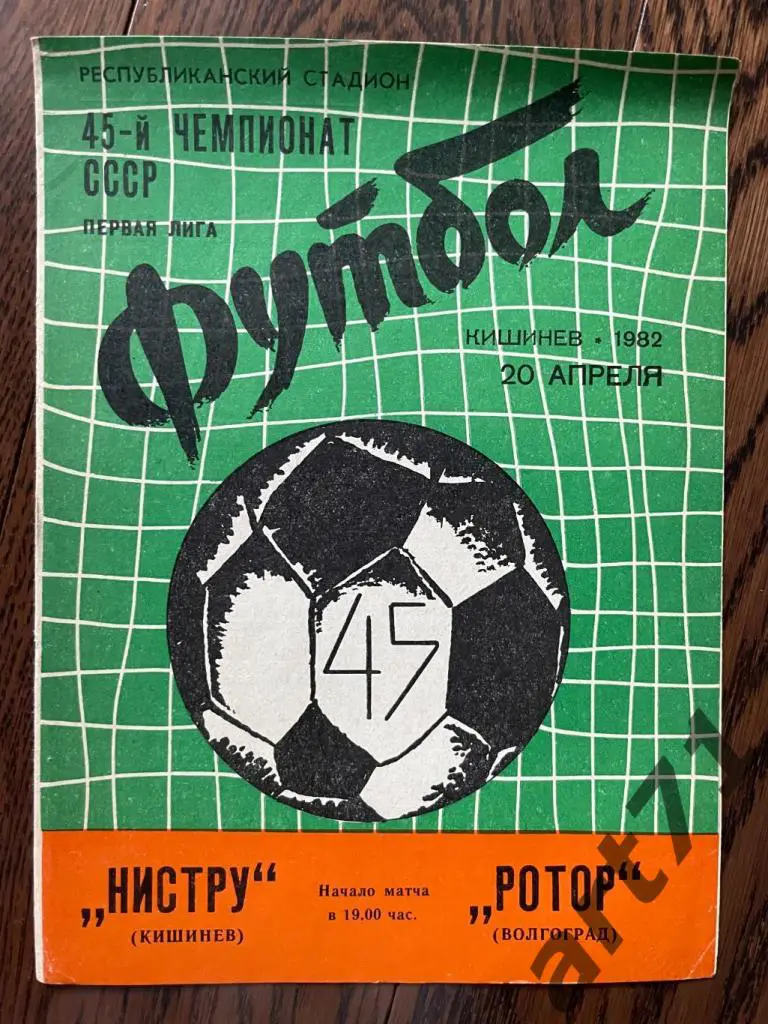 РЕСПУБЛИКАНСКИЙ СТАДИОН
45-й ЧЕМПИОНАТ
СССР
ПЕРВАЯ ЛИГА
Футбол
КИШИНЕВ * 1982
20 АПРЕЛЯ
45
„НИСТРУ“
(КИШИНЕВ)
Начало матча
в 19.00 час.
„РОТОР“
(ВОЛГОГРАД)
art71